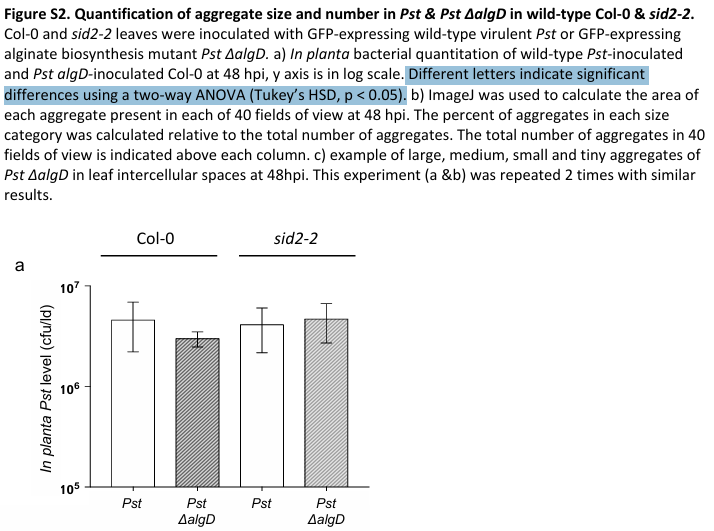 Figure S2. Quantification of aggregate size and number in Pst & Pst ΔalgD in wild-type Col-0 & sid2-2.
Col-0 and sid2-2 leaves were inoculated with GFP-expressing wild-type virulent Pst or GFP-expressing
alginate biosynthesis mutant Pst ΔalgD. a) In planta bacterial quantitation of wild-type Pst-inoculated
and Pst algD-inoculated Col-0 at 48 hpi, y axis is in log scale. Different letters indicate significant
differences using a two-way ANOVA (Tukey's HSD, p < 0.05). b) ImageJ was used to calculate the area of
each aggregate present in each of 40 fields of view at 48 hpi. The percent of aggregates in each size
category was calculated relative to the total number of aggregates. The total number of aggregates in 40
fields of view is indicated above each column. c) example of large, medium, small and tiny aggregates of
Pst ΔalgD in leaf intercellular spaces at 48hpi. This experiment (a &b) was repeated 2 times with similar
results.
Col-0 sid2-2
a
In planta Pst level (cfu/ld)
10⁷
10⁶
10⁵
Pst Pst Pst Pst
ΔalgD ΔalgD